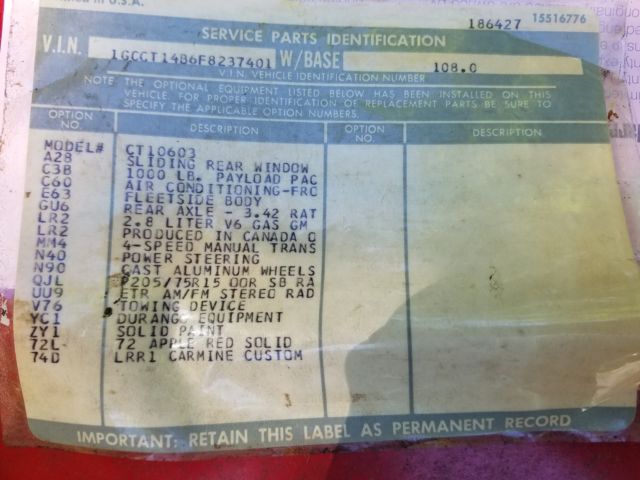 in U.S.A.
186427 15516776
SERVICE PARTS IDENTIFICATION
V.I.N. 1GCCT14B6F8237401 W/BASE 108.0
V.I.N. VEHICLE IDENTIFICATION NUMBER
NOTE THE OPTIONAL EQUIPMENT LISTED BELOW HAS BEEN INSTALLED ON THIS
VEHICLE FOR PROPER IDENTIFICATION OF REPLACEMENT PARTS BE SURE TO
SPECIFY THE APPLICABLE OPTION NUMBERS.
OPTION NO. DESCRIPTION OPTION NO. DESCRIPTION
MODEL# CT10603
A28 SLIDING REAR WINDOW
C3B 1000 LB. PAYLOAD PAC
C60 AIR CONDITIONING-FRO
E63 FLEETSIDE BODY
GU6 REAR AXLE - 3.42 RAT
LR2 2.8 LITER V6 GAS GM
LR2 PRODUCED IN CANADA O
MM4 4-SPEED MANUAL TRANS
N40 POWER STEERING
N90 CAST ALUMINUM WHEELS
QJL P205/75R15 OOR SB RA
UU9 ETR AM/FM STEREO RAD
V76 TOWING DEVICE
YC1 DURANGO EQUIPMENT
ZY1 SOLID PAINT
72L 72 APPLE RED SOLID
74D LRR1 CARMINE CUSTOM
IMPORTANT: RETAIN THIS LABEL AS PERMANENT RECORD